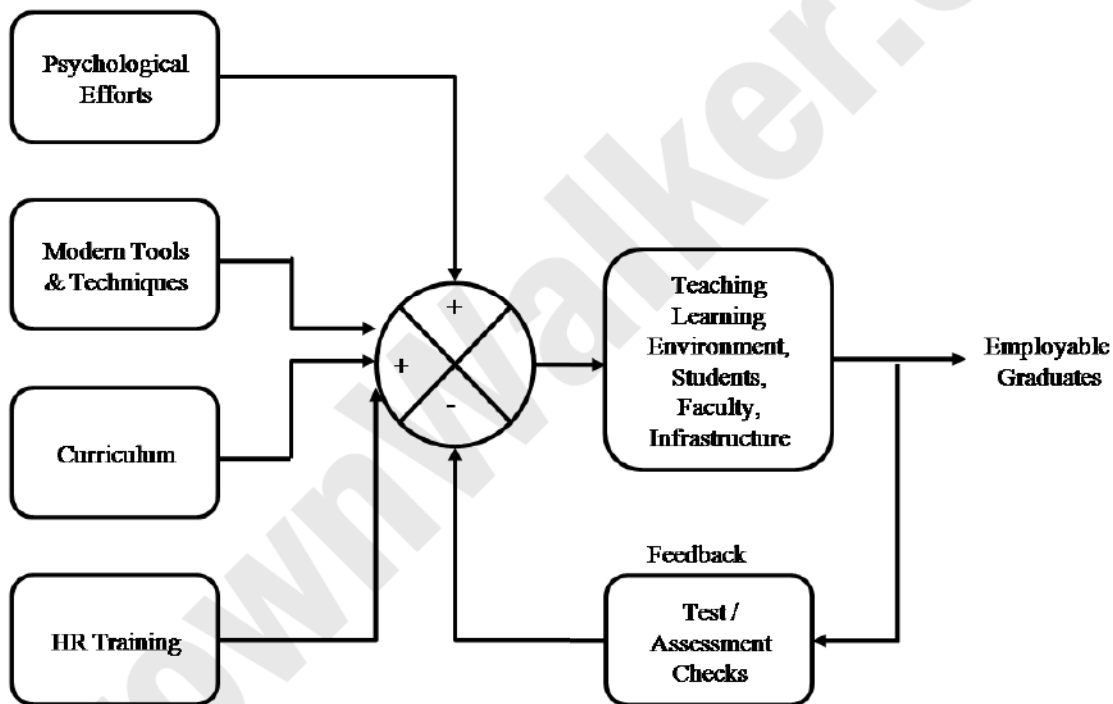 Psychological
Efforts
Modern Tools
& Techniques
Curriculum
HR Training
+
+
-
Teaching
Learning
Environment,
Students,
Faculty,
Infrastructure
Employable
Graduates
Feedback
Test /
Assessment
Checks